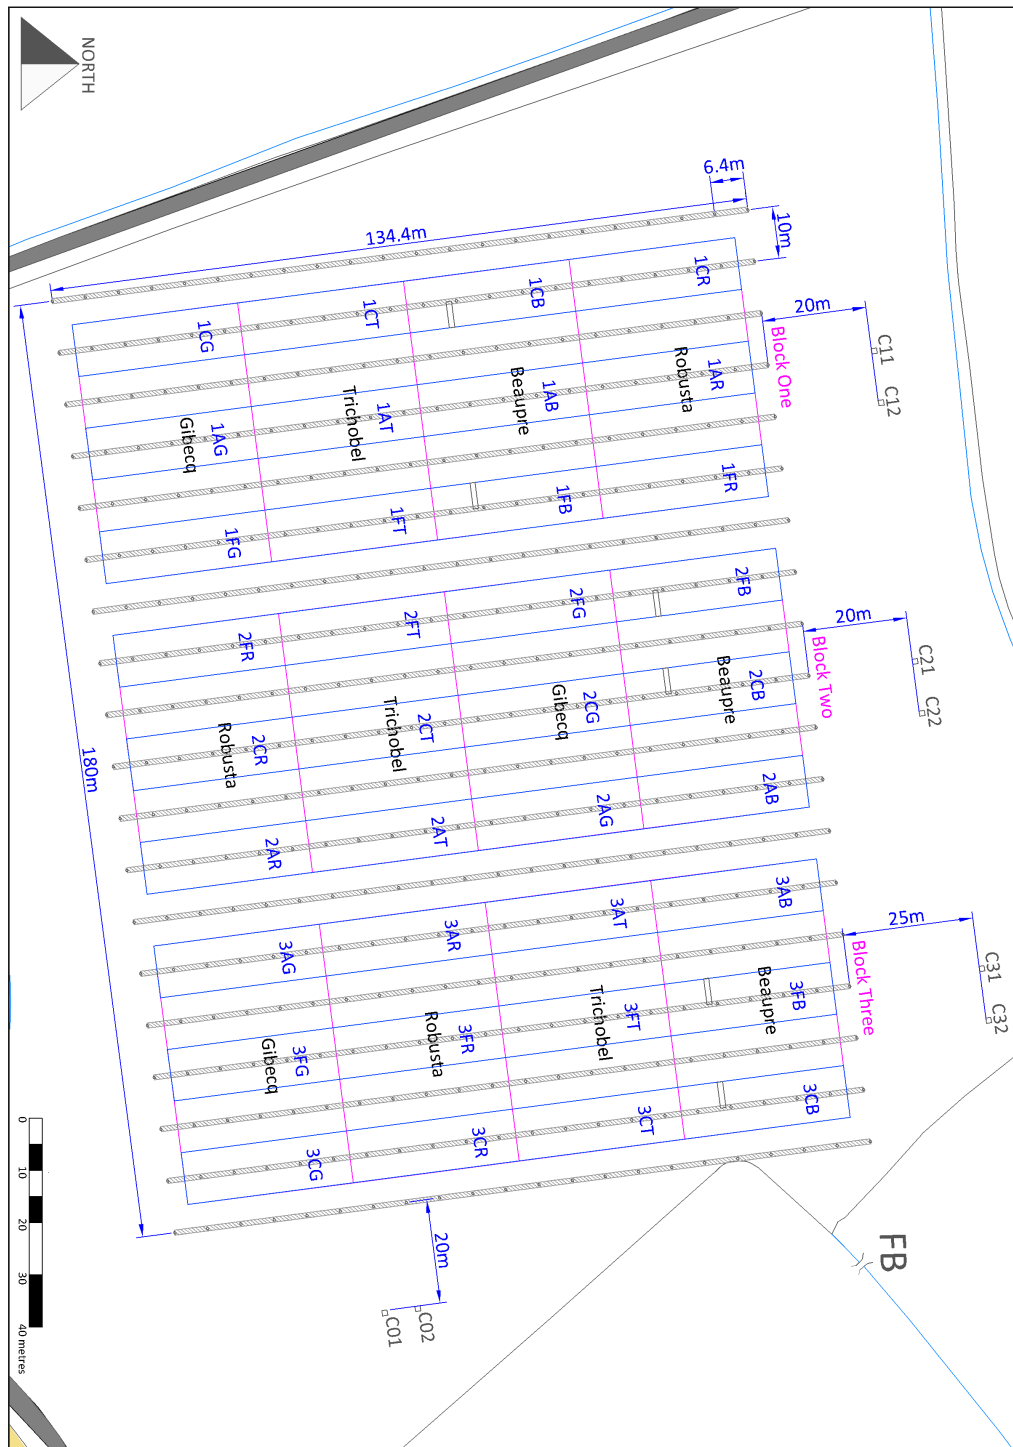 NORTH
6.4m
10m
134.4m
20m
C11
C12
Block One
1CR
1CB
1CT
1CG
1AR
Robusta
1AB
Beaupre
1AT
Trichobel
1AG
Gibecq
1FR
1FB
1FT
1FG
20m
C21
C22
Block Two
2FB
2FG
2FT
2FR
2CB
Beaupre
2CG
Gibecq
2CT
Trichobel
2CR
Robusta
2AB
2AG
2AT
2AR
180m
25m
C31
C32
Block Three
3AB
3AT
3AR
3AG
3FB
Beaupre
3FT
Trichobel
3FR
Robusta
3FG
Gibecq
3CB
3CT
3CR
3CG
20m
C02
C01
FB
0 10 20 30 40 metres